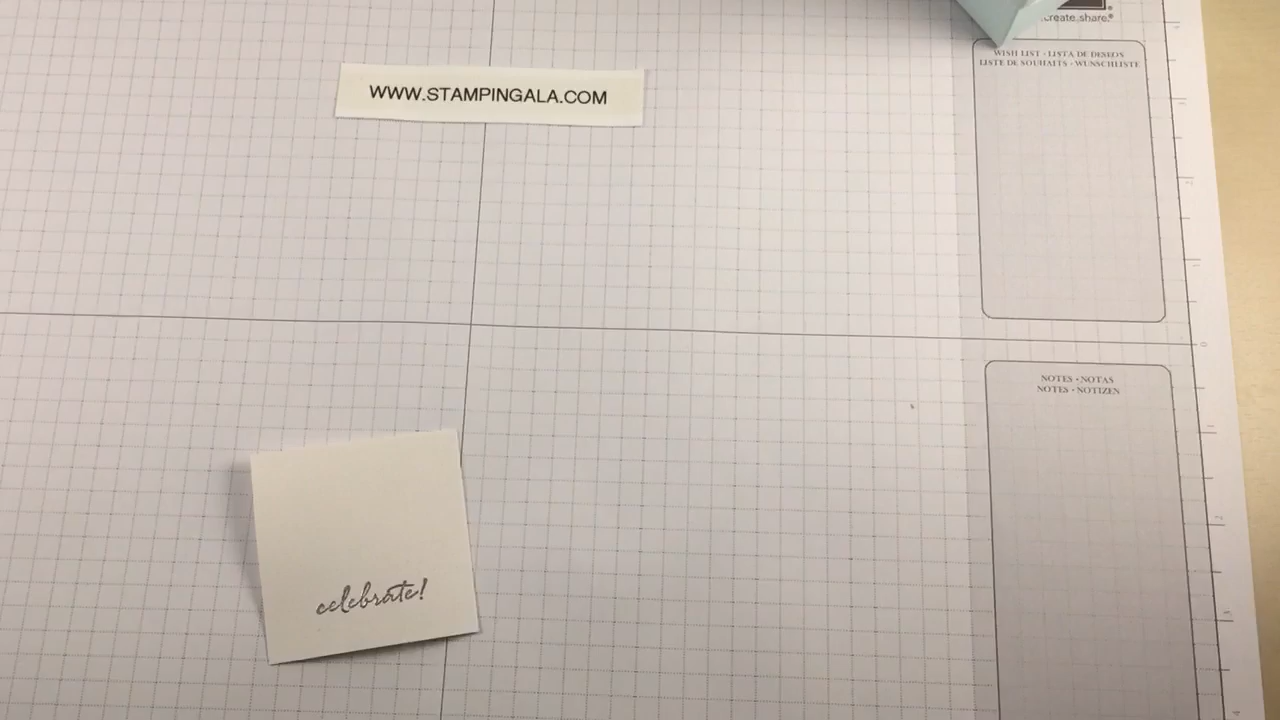 create.share.®
WISH LIST • LISTA DE DESEOS
LISTE DE SOUHAITS • WUNSCHLISTE
WWW.STAMPINGALA.COM
0
NOTES • NOTAS
NOTES • NOTIZEN
celebrate!